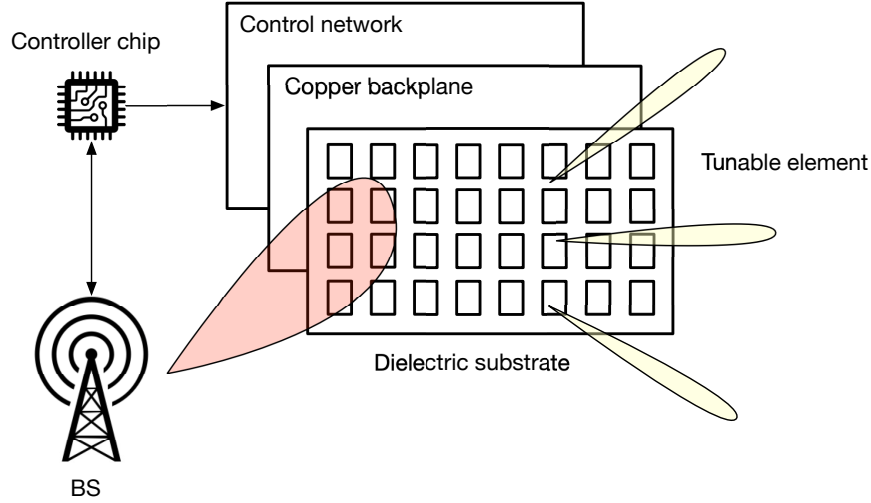 Control network
Controller chip
Copper backplane
Tunable element
Dielectric substrate
BS